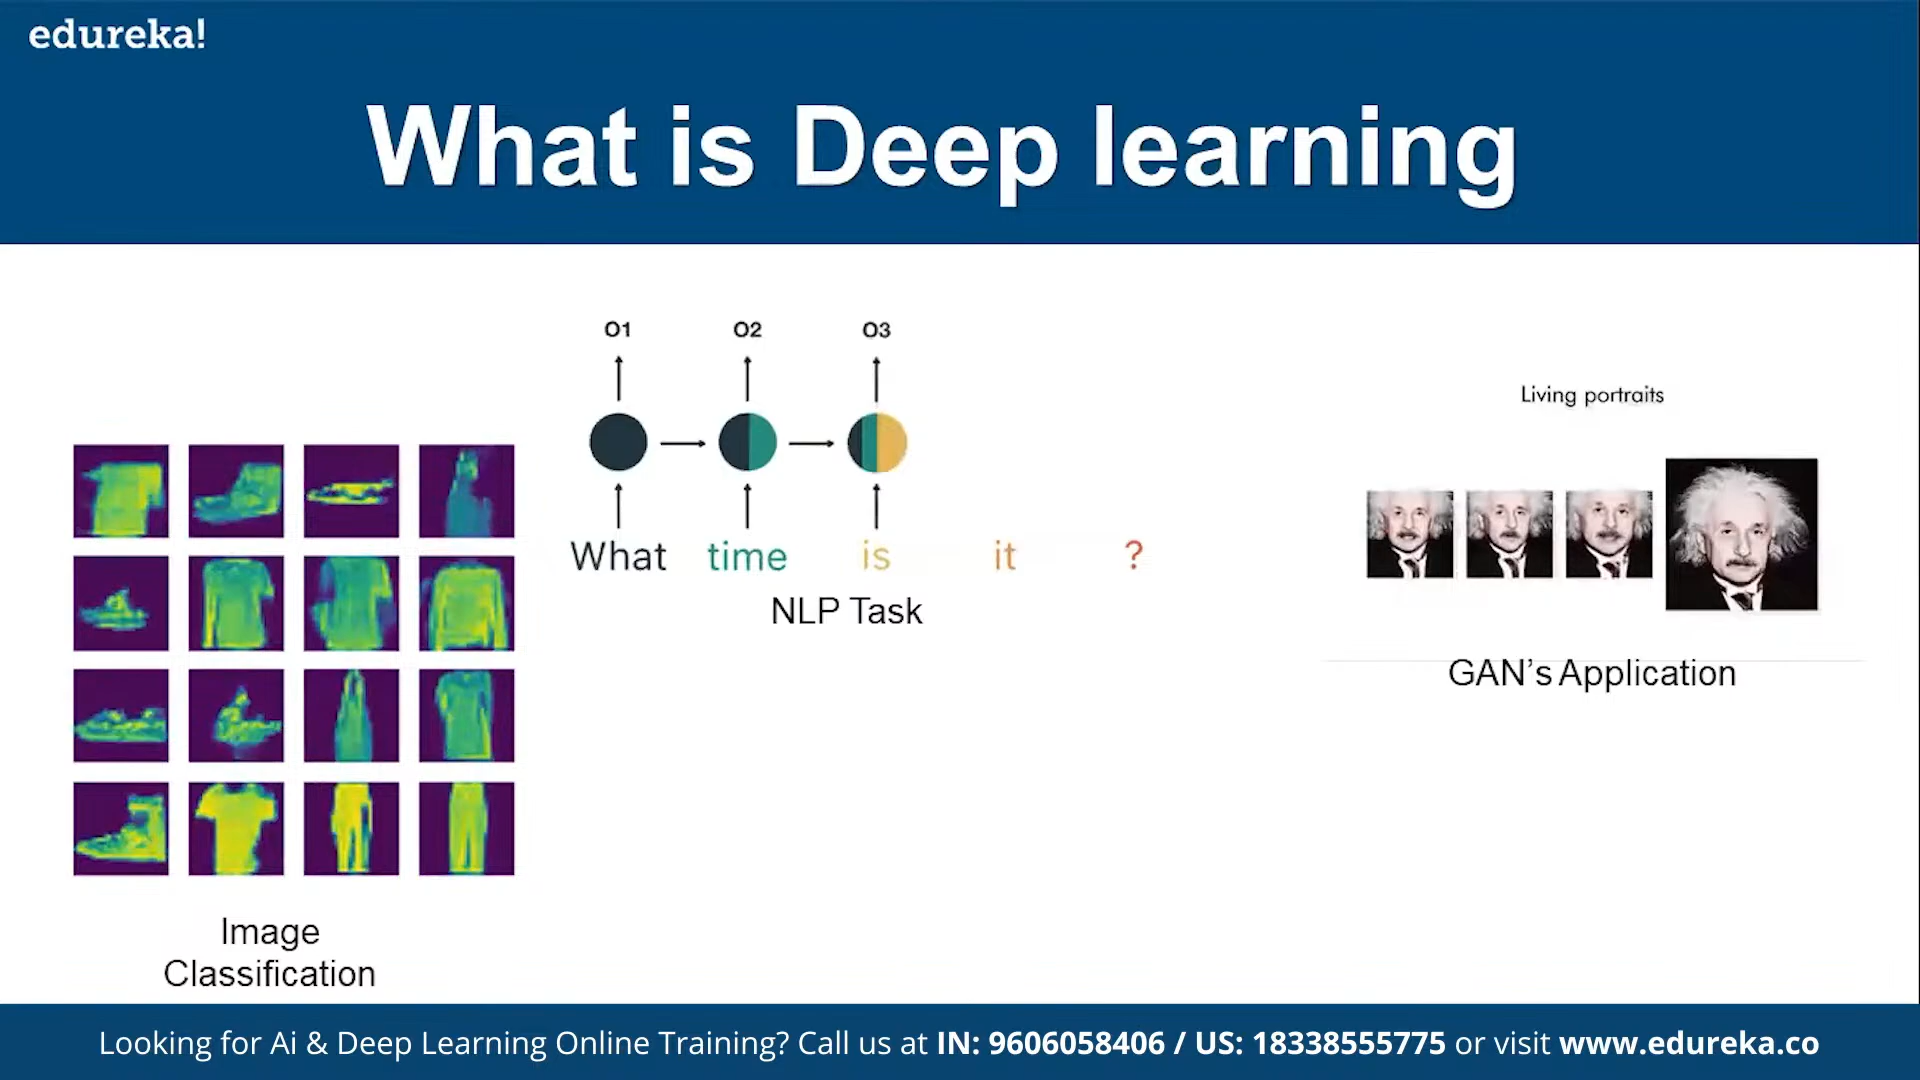 edureka!
What is Deep learning
O1 O2 O3
What time is it ?
NLP Task
Living portraits
GAN’s Application
Image
Classification
Looking for Ai & Deep Learning Online Training? Call us at IN: 9606058406 / US: 18338555775 or visit www.edureka.co